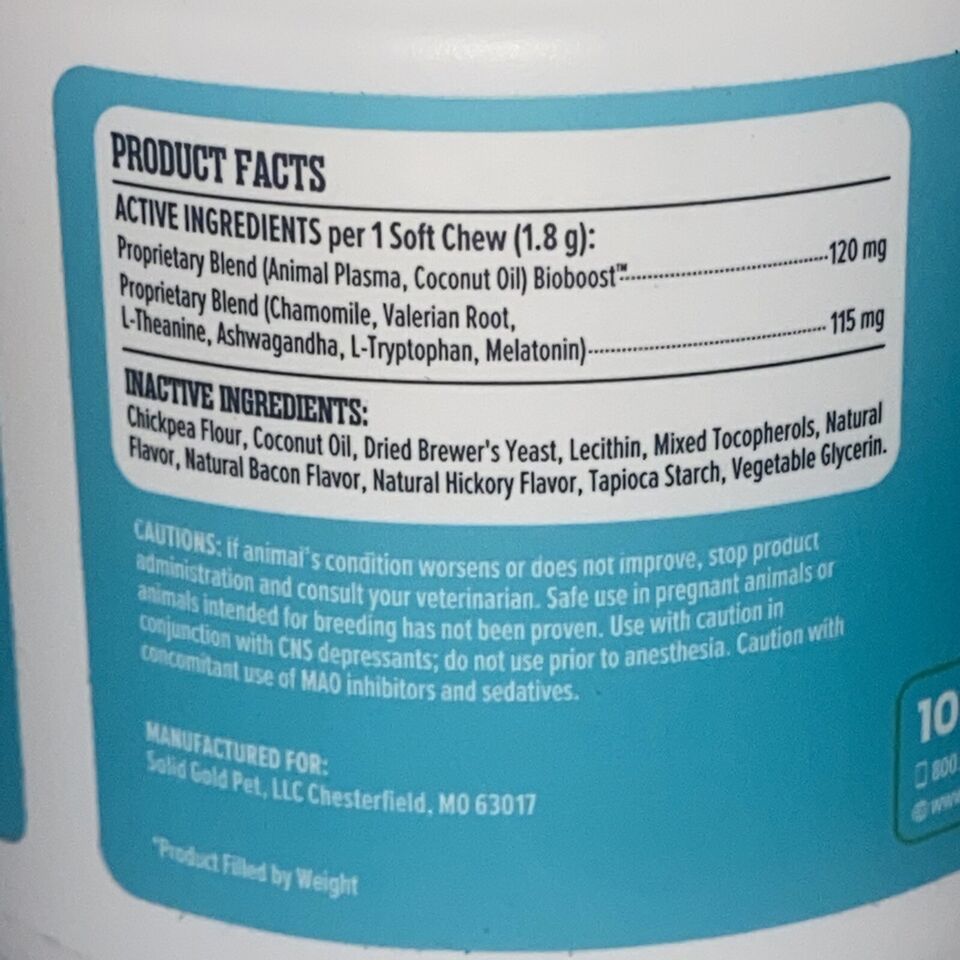 PRODUCT FACTS
ACTIVE INGREDIENTS per 1 Soft Chew (1.8 g):
Proprietary Blend (Animal Plasma, Coconut Oil) Bioboost™ 120 mg
Proprietary Blend (Chamomile, Valerian Root,
L-Theanine, Ashwagandha, L-Tryptophan, Melatonin) 115 mg
INACTIVE INGREDIENTS:
Chickpea Flour, Coconut Oil, Dried Brewer's Yeast, Lecithin, Mixed Tocopherols, Natural
Flavor, Natural Bacon Flavor, Natural Hickory Flavor, Tapioca Starch, Vegetable Glycerin.
CAUTIONS: If animal's condition worsens or does not improve, stop product
administration and consult your veterinarian. Safe use in pregnant animals or
animals intended for breeding has not been proven. Use with caution in
conjunction with CNS depressants; do not use prior to anesthesia. Caution with
concomitant use of MAO inhibitors and sedatives.
MANUFACTURED FOR:
Solid Gold Pet, LLC Chesterfield, MO 63017
*Product Filled by Weight
10
800